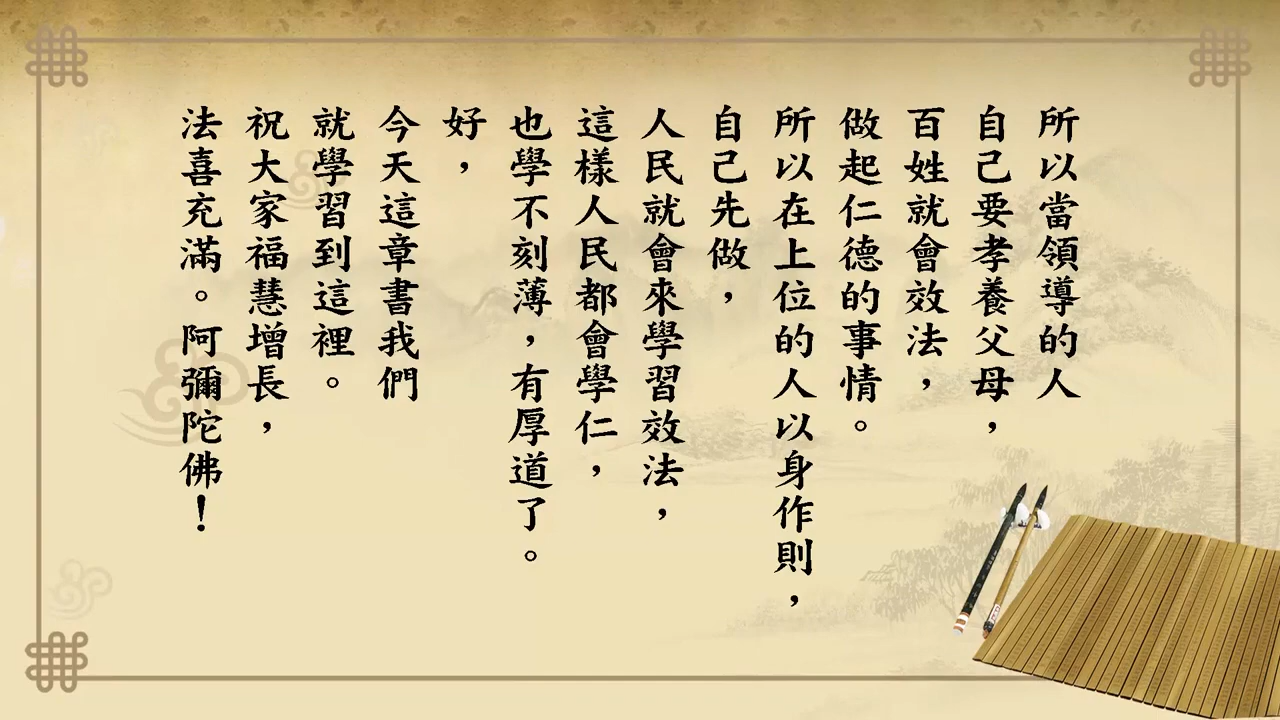 所以當領導的人
自己要孝養父母，
百姓就會效法，
做起仁德的事情。
所以在上位的人以身作則，
自己先做，
人民就會來學習效法，
這樣人民都會學仁，
也學不刻薄，有厚道了。
好，
今天這章書我們
就學習到這裡。
祝大家福慧增長，
法喜充滿。阿彌陀佛！